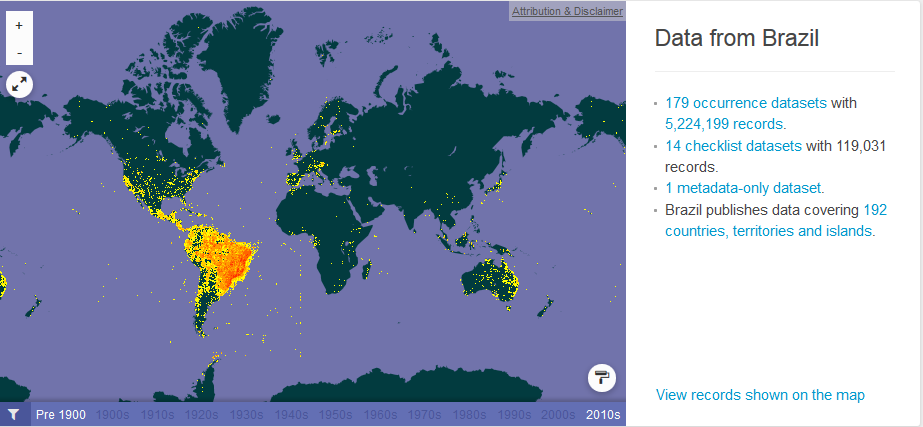 +
-
Attribution & Disclaimer
Data from Brazil
179 occurrence datasets with
5,224,199 records.
14 checklist datasets with 119,031
records.
1 metadata-only dataset.
Brazil publishes data covering 192
countries, territories and islands.
View records shown on the map
Pre 1900 1900s 1910s 1920s 1930s 1940s 1950s 1960s 1970s 1980s 1990s 2000s 2010s